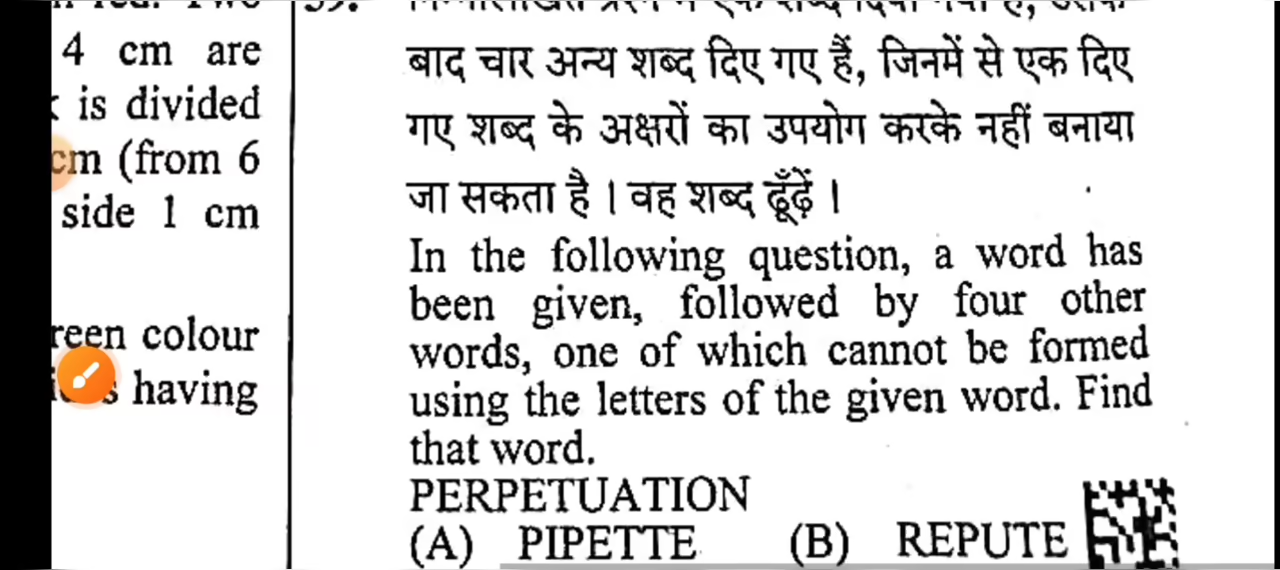 4 cm are
is divided
cm (from 6
side 1 cm
reen colour
having
39.
बाद चार अन्य शब्द दिए गए हैं, जिनमें से एक दिए
गए शब्द के अक्षरों का उपयोग करके नहीं बनाया
जा सकता है । वह शब्द ढूँढ़ें ।
In the following question, a word has
been given, followed by four other
words, one of which cannot be formed
using the letters of the given word. Find
that word.
PERPETUATION
(A) PIPETTE (B) REPUTE